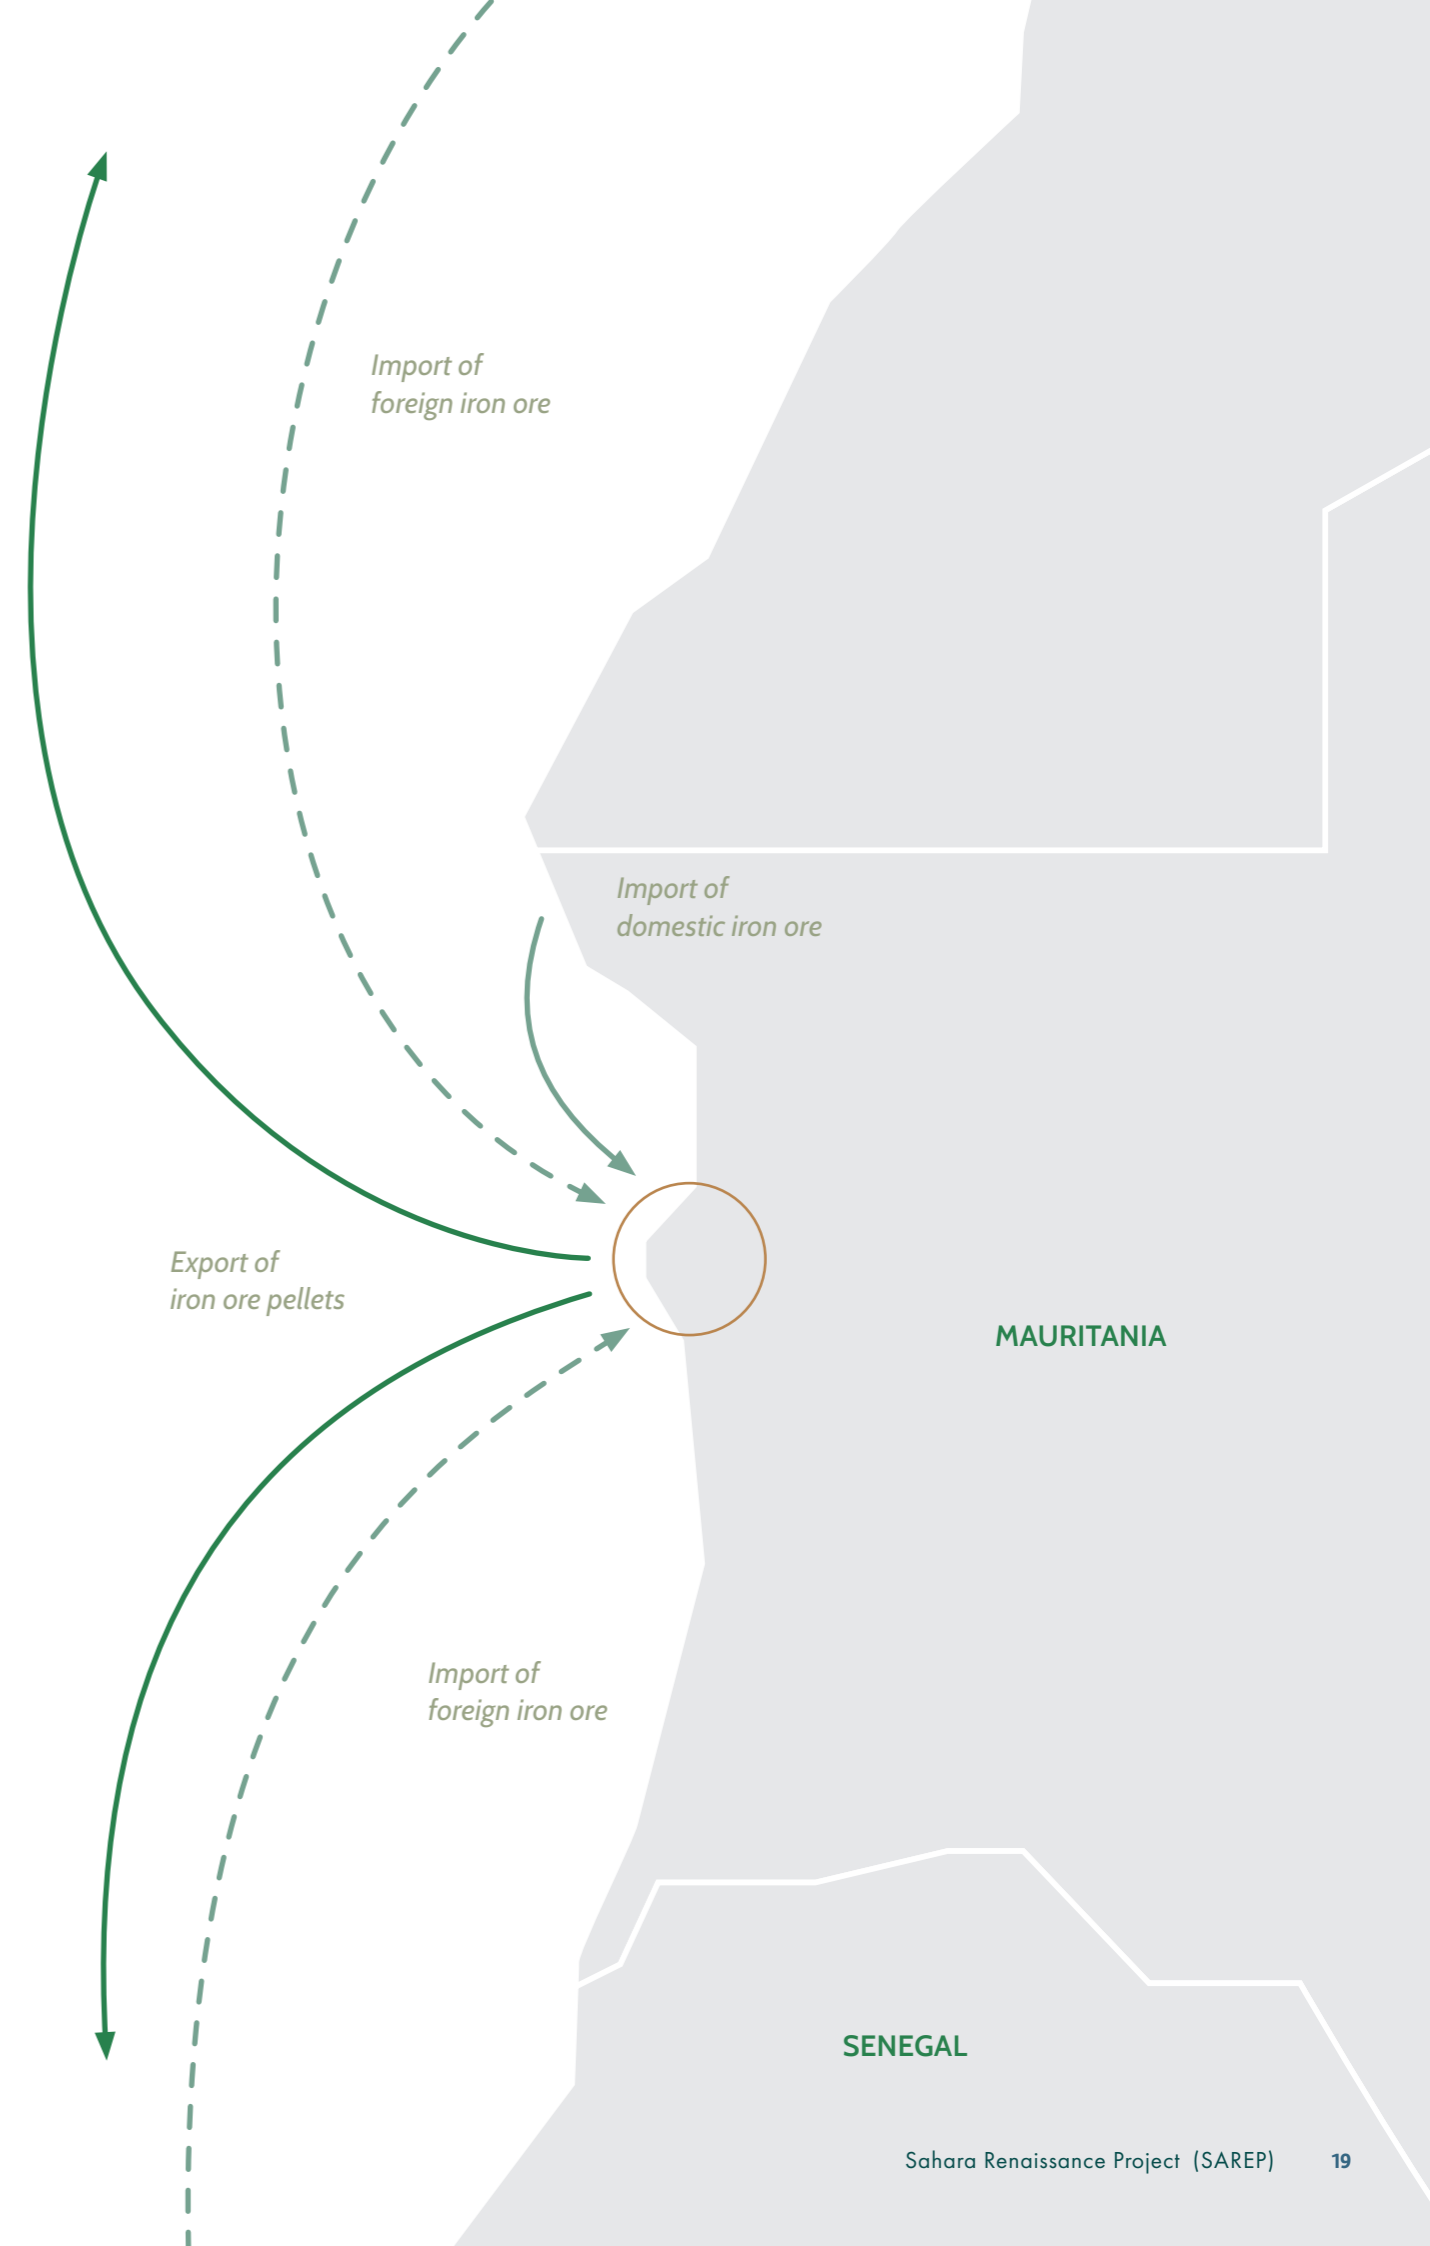 Import of
foreign iron ore
Import of
domestic iron ore
Export of
iron ore pellets
MAURITANIA
Import of
foreign iron ore
SENEGAL
Sahara Renaissance Project (SAREP) 19